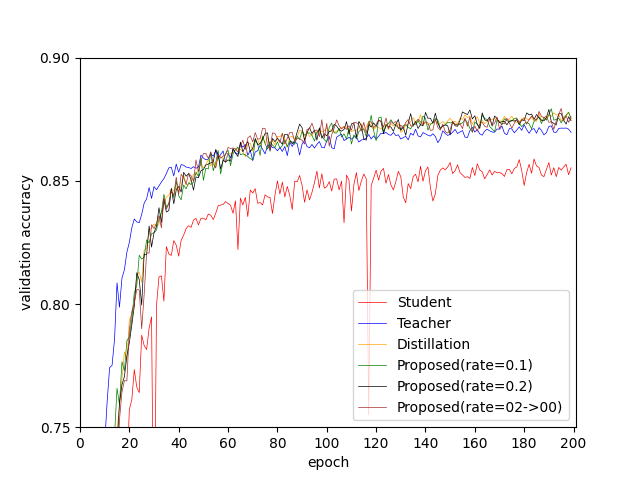 0.90
0.85
0.80
0.75
validation accuracy
Student
Teacher
Distillation
Proposed(rate=0.1)
Proposed(rate=0.2)
Proposed(rate=02->00)
0 20 40 60 80 100 120 140 160 180 200
epoch